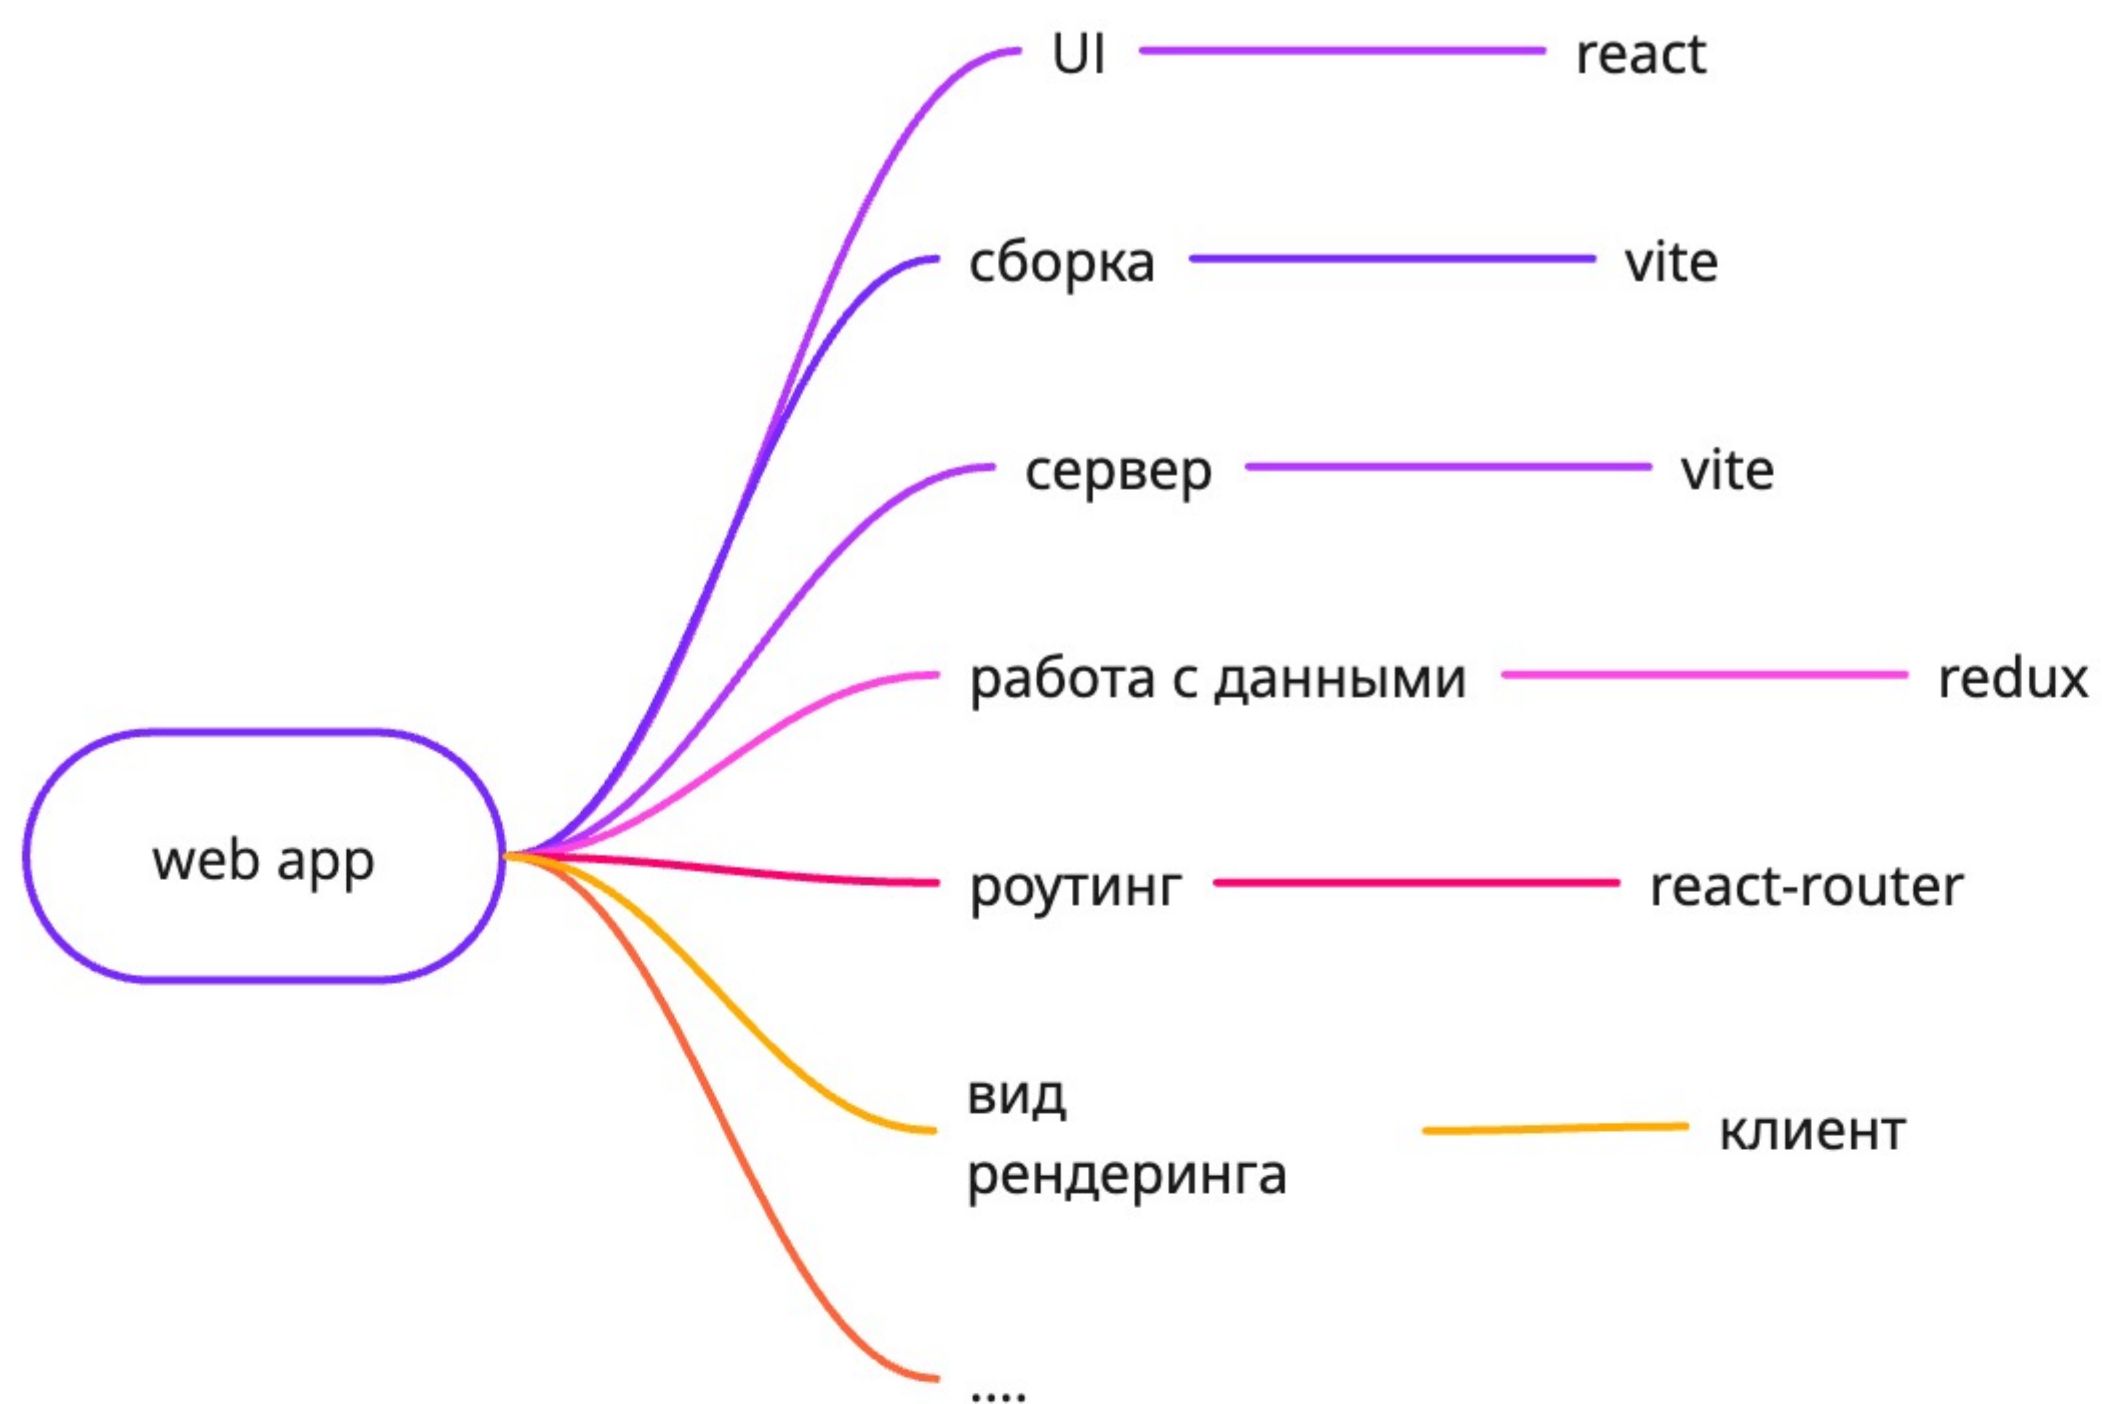 UI react
сборка vite
сервер vite
работа с данными redux
web app
роутинг react-router
вид
рендеринга
клиент
....